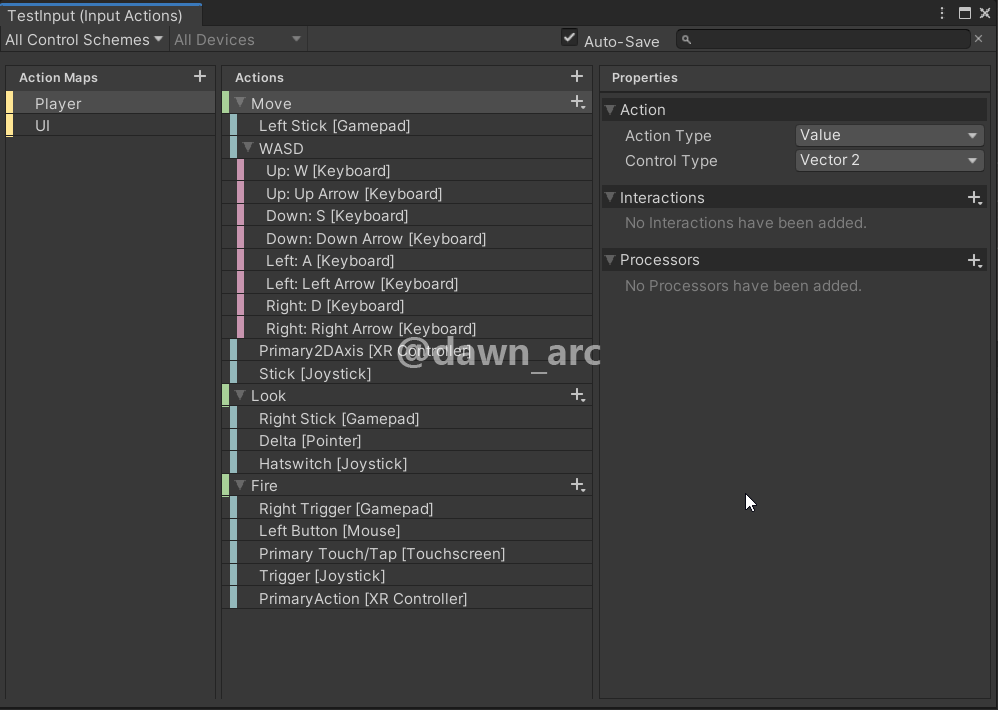 TestInput (Input Actions)
All Control Schemes All Devices Auto-Save
Action Maps
Player
UI
Actions
Move
Left Stick [Gamepad]
WASD
Up: W [Keyboard]
Up: Up Arrow [Keyboard]
Down: S [Keyboard]
Down: Down Arrow [Keyboard]
Left: A [Keyboard]
Left: Left Arrow [Keyboard]
Right: D [Keyboard]
Right: Right Arrow [Keyboard]
Primary2DAxis [XR Controller]
Stick [Joystick]
Look
Right Stick [Gamepad]
Delta [Pointer]
Hatswitch [Joystick]
Fire
Right Trigger [Gamepad]
Left Button [Mouse]
Primary Touch/Tap [Touchscreen]
Trigger [Joystick]
PrimaryAction [XR Controller]
Properties
Action
Action Type Value
Control Type Vector 2
Interactions
No Interactions have been added.
Processors
No Processors have been added.
@dawn_arc